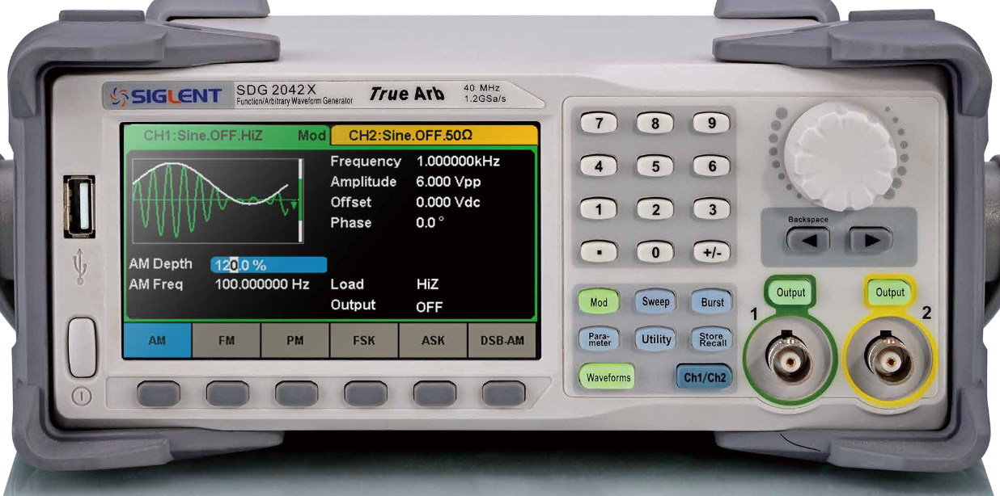 SIGLENT
SDG 2042X
Function/Arbitrary Waveform Generator
True Arb
40 MHz
1.2GSa/s
CH1:Sine.OFF.HiZ Mod
CH2:Sine.OFF.50Ω
Frequency 1.000000kHz
Amplitude 6.000 Vpp
Offset 0.000 Vdc
Phase 0.0 °
AM Depth 120.0 %
AM Freq 100.000000 Hz
Load HiZ
Output OFF
AM FM PM FSK ASK DSB-AM
7 8 9
4 5 6
1 2 3
. 0 +/-
Mod Sweep Burst
Para-
meter
Utility
Store
Recall
Waveforms Ch1/Ch2
Backspace
Output Output
1 2